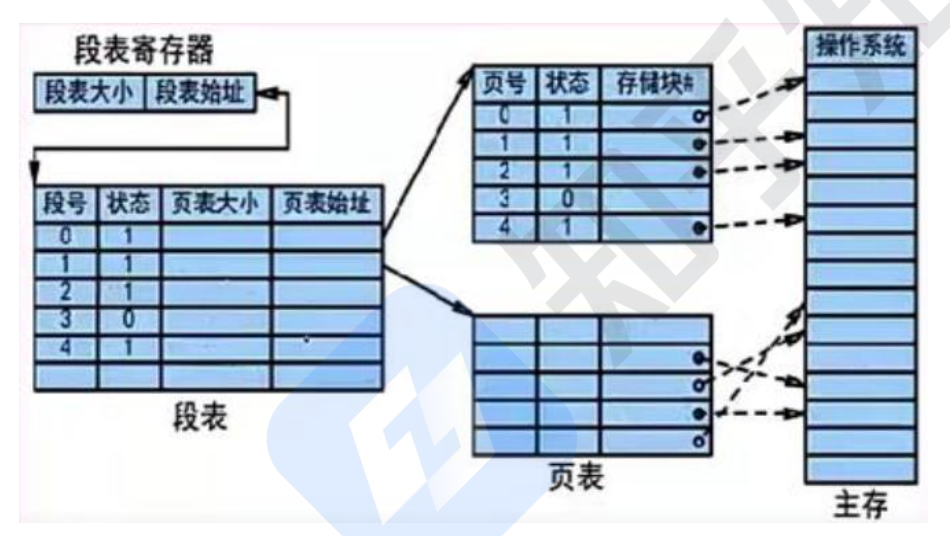 段表寄存器
段表大小 段表始址
段号 状态 页表大小 页表始址
0 1
1 1
2 1
3 0
4 1
段表
页号 状态 存储块#
0 1
1 1
2 1
3 0
4 1
页表
操作系统
主存
知乎